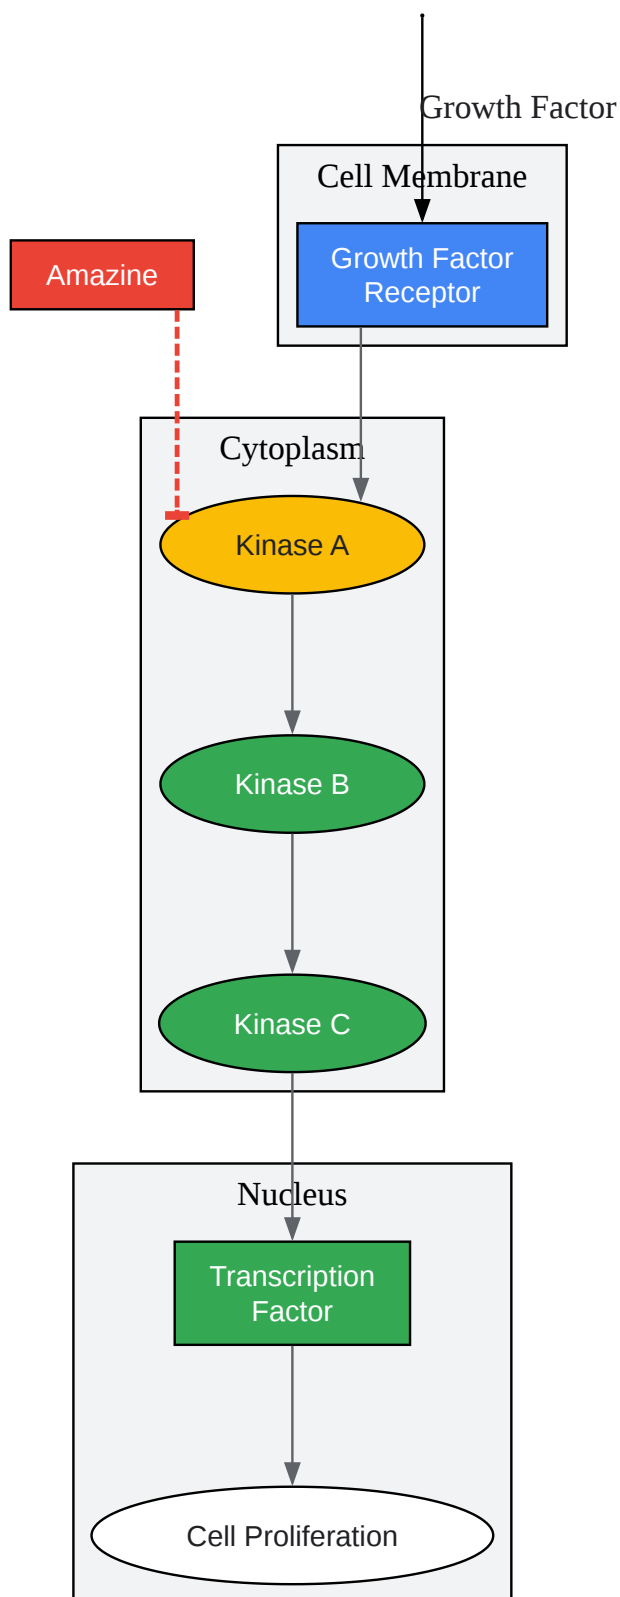 Growth Factor
Cell Membrane
Growth Factor
Receptor
Amazine
Cytoplasm
Kinase A
Kinase B
Kinase C
Nucleus
Transcription
Factor
Cell Proliferation